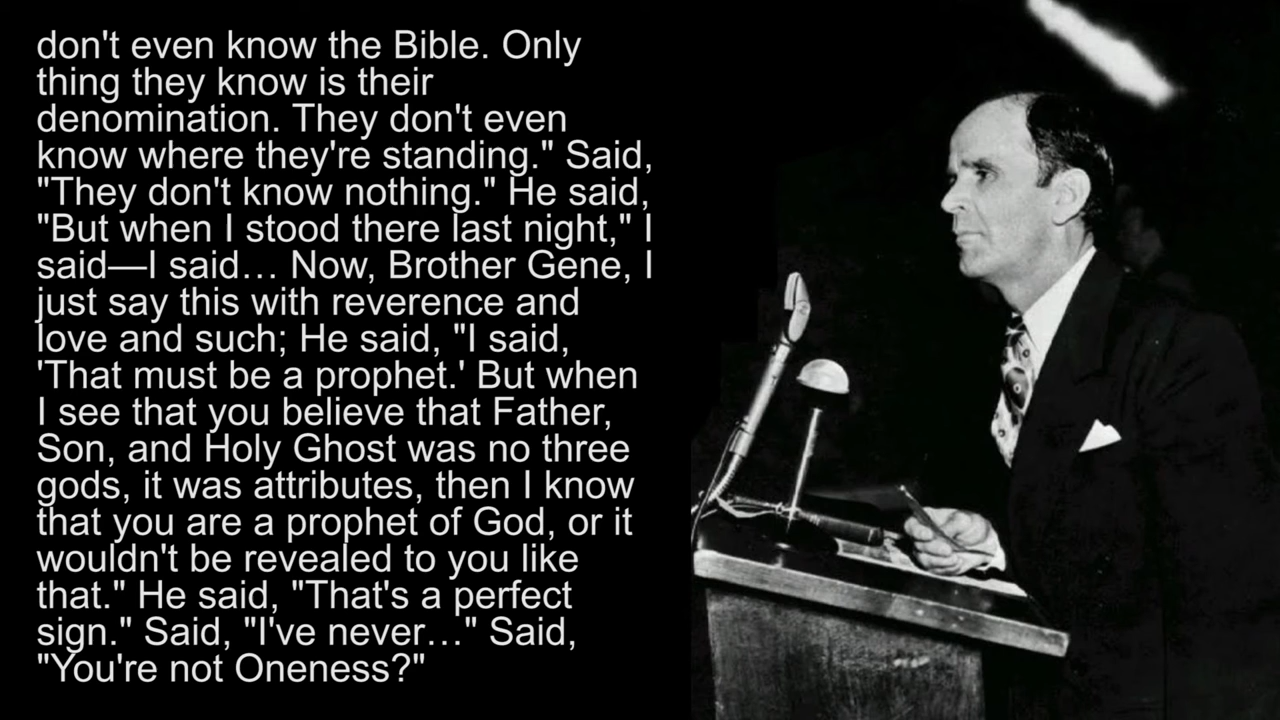 don't even know the Bible. Only
thing they know is their
denomination. They don't even
know where they're standing." Said,
"They don't know nothing." He said,
"But when I stood there last night," I
said—I said… Now, Brother Gene, I
just say this with reverence and
love and such; He said, "I said,
'That must be a prophet.' But when
I see that you believe that Father,
Son, and Holy Ghost was no three
gods, it was attributes, then I know
that you are a prophet of God, or it
wouldn't be revealed to you like
that." He said, "That's a perfect
sign." Said, "I've never…" Said,
"You're not Oneness?"